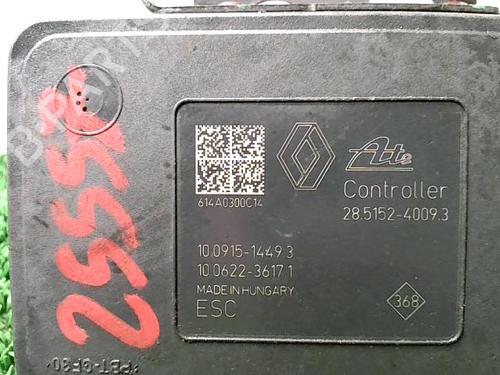 Ate
614A0300C14
Controller
28.5152-4009.3
10.0915-1449.3
10.0622-3617.1
MADE IN HUNGARY
ESC
368
B-PARTS